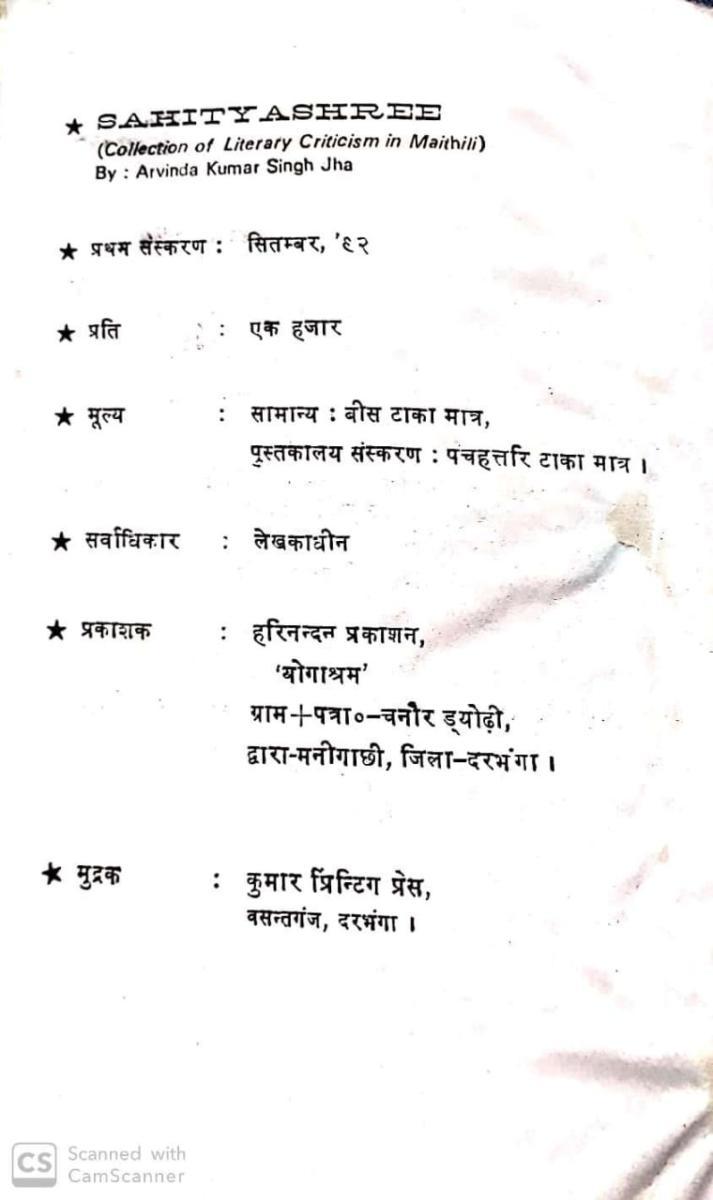 ★ SAHITYASHREE
(Collection of Literary Criticism in Maithili)
By : Arvinda Kumar Singh Jha
★ प्रथम संस्करण : सितम्बर, '९२
★ प्रति : एक हजार
★ मूल्य : सामान्य : बीस टाका मात्र,
पुस्तकालय संस्करण : पचहत्तरि टाका मात्र ।
★ सर्वाधिकार : लेखकाधीन
★ प्रकाशक : हरिनन्दन प्रकाशन,
‘योगाश्रम’
ग्राम+पत्रा०–चनौर ड्योढ़ी,
द्वारा-मनीगाछी, जिला–दरभंगा ।
★ मुद्रक : कुमार प्रिन्टिग प्रेस,
वसन्तगंज, दरभंगा ।
CS Scanned with
CamScanner